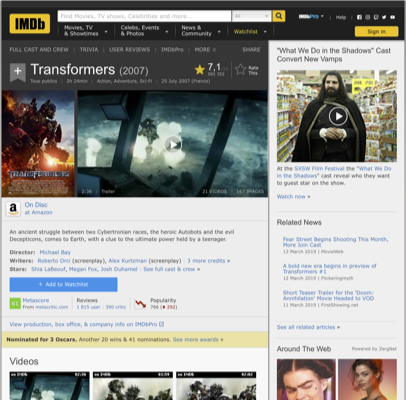 IMDb
Find Movies, TV shows, Celebrities and more...
All
IMDbPro
Help
Movies, TV & Showtimes
Celebs, Events & Photos
News & Community
Watchlist
Sign in
FULL CAST AND CREW | TRIVIA | USER REVIEWS | IMDbPro | MORE
SHARE
Transformers (2007)
7,1
Rate This
Tous publics | 2h 24min | Action, Adventure, Sci-Fi | 25 July 2007 (France)
2:36 | Trailer
21 VIDEOS
IMAGES
On Disc
at Amazon
An ancient struggle between two Cybertronian races, the heroic Autobots and the evil
Decepticons, comes to Earth, with a clue to the ultimate power held by a teenager.
Director: Michael Bay
Writers: Roberto Orci (screenplay), Alex Kurtzman (screenplay) | 3 more credits »
Stars: Shia LaBeouf, Megan Fox, Josh Duhamel | See full cast & crew »
+ Add to Watchlist
61
Metascore
From metacritic.com
Reviews
1 815 user | 390 critic
Popularity
766
View production, box office, & company info on IMDbPro
Nominated for 3 Oscars. Another 20 wins & 41 nominations. See more awards »
Videos
"What We Do in the Shadows" Cast
Convert New Vamps
At the SXSW Film Festival the "What We Do
in the Shadows" cast reveal who they want
to guest star on the show.
Watch now »
Related News
Fear Street Begins Shooting This Month,
More Join Cast
13 March 2019 | MovieWeb
A bold new era begins in preview of
Transformers #1
12 March 2019 | Flickeringmyth
Short Teaser Trailer for the 'Doom:
Annihilation' Movie Headed to VOD
11 March 2019 | FirstShowing.net
See all related articles »
Around The Web
Powered by ZergNet